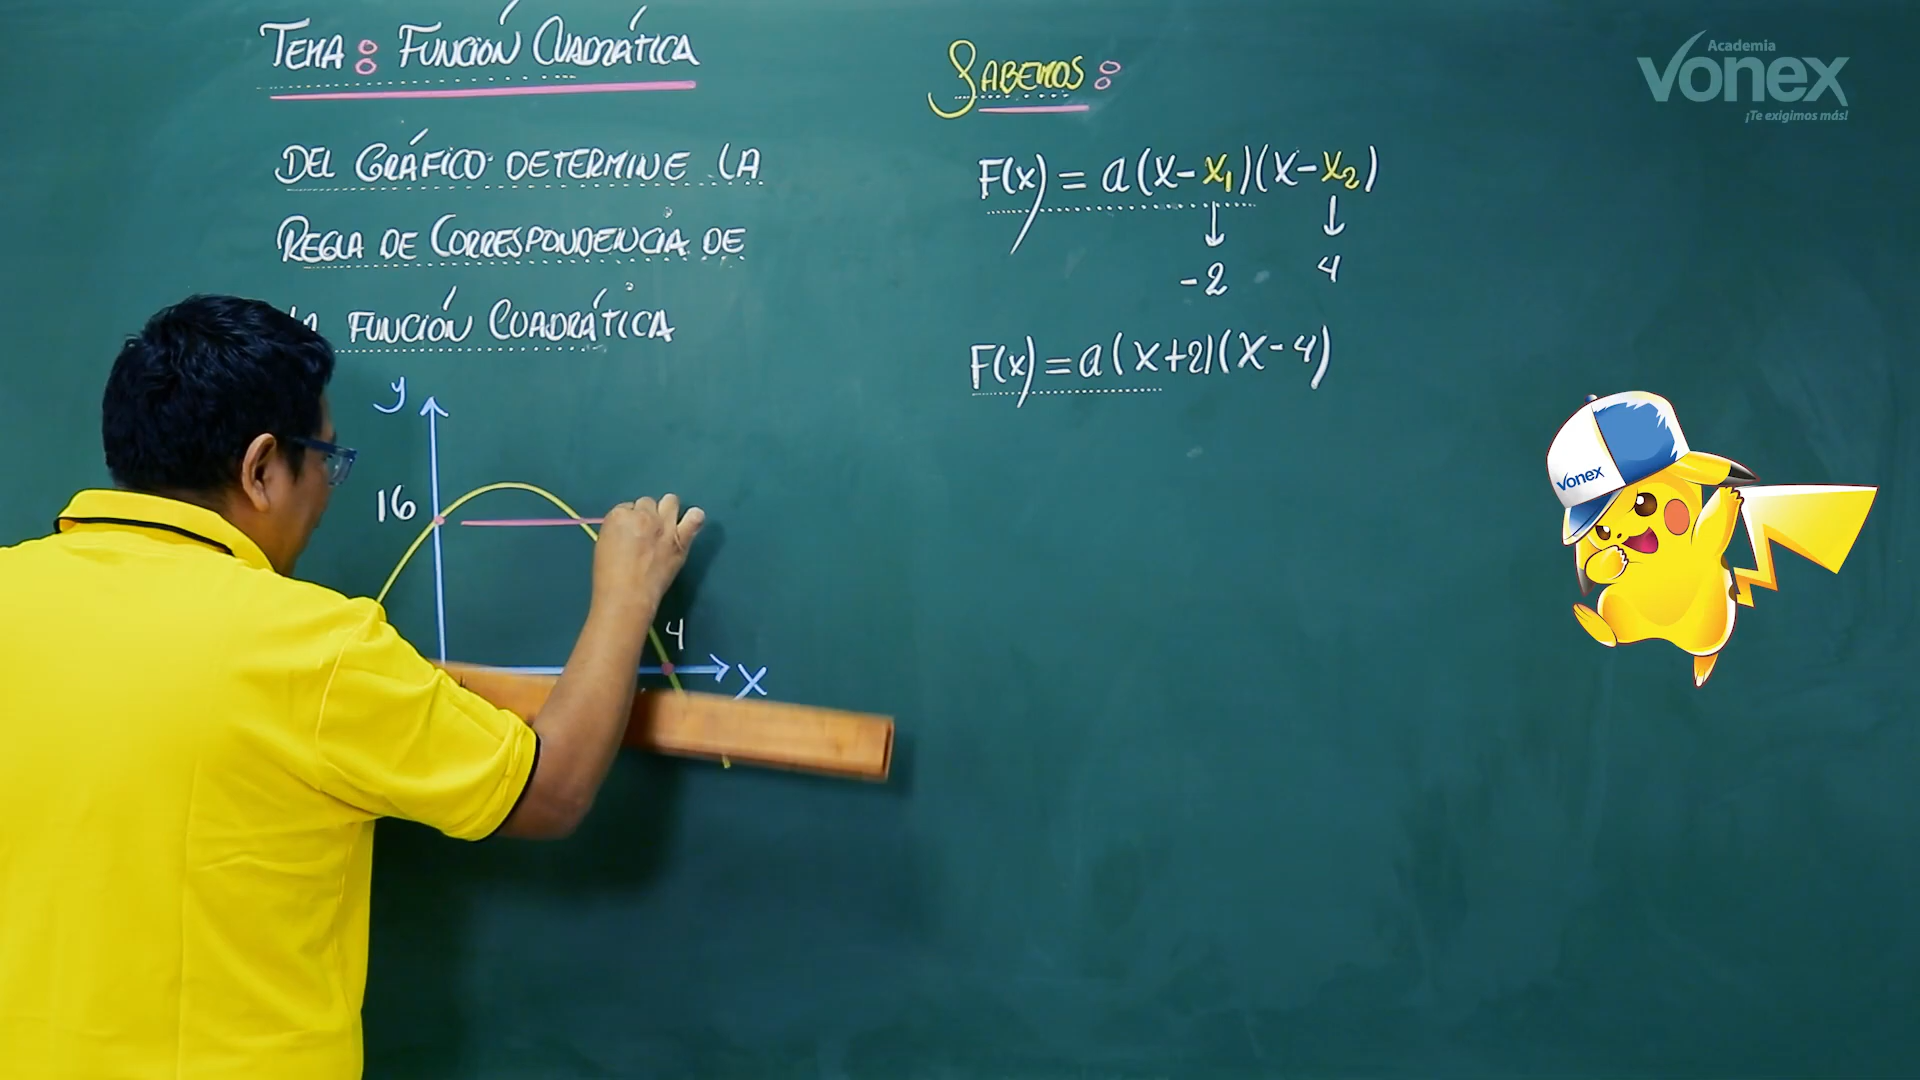 TEMA: FUNCIÓN CUADRÁTICA
DEL GRÁFICO DETERMINE LA
REGLA DE CORRESPONDENCIA DE
LA FUNCIÓN CUADRÁTICA
y
16
4
X
SABEMOS:
F(x) = a(x-x₁)(x-x₂)
↓ ↓
-2 4
F(x) = a(x+2)(x-4)
Academia
vonex
¡Te exigimos más!
vonex